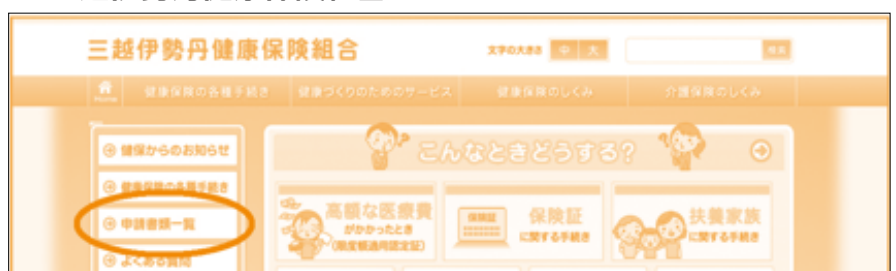 三越伊勢丹健康保険組合
文字の大きさ 中 大 検索
Home 健康保険の各種手続き 健康づくりのためのサービス 健康保険のしくみ 介護保険のしくみ
健保からのお知らせ
こんなときどうする?
健康保険の各種手続き
申請書類一覧
高額な医療費
がかかったとき
(限度額適用認定証)
保険証
保険証
に関する手続き
扶養家族
に関する手続き
よくある質問